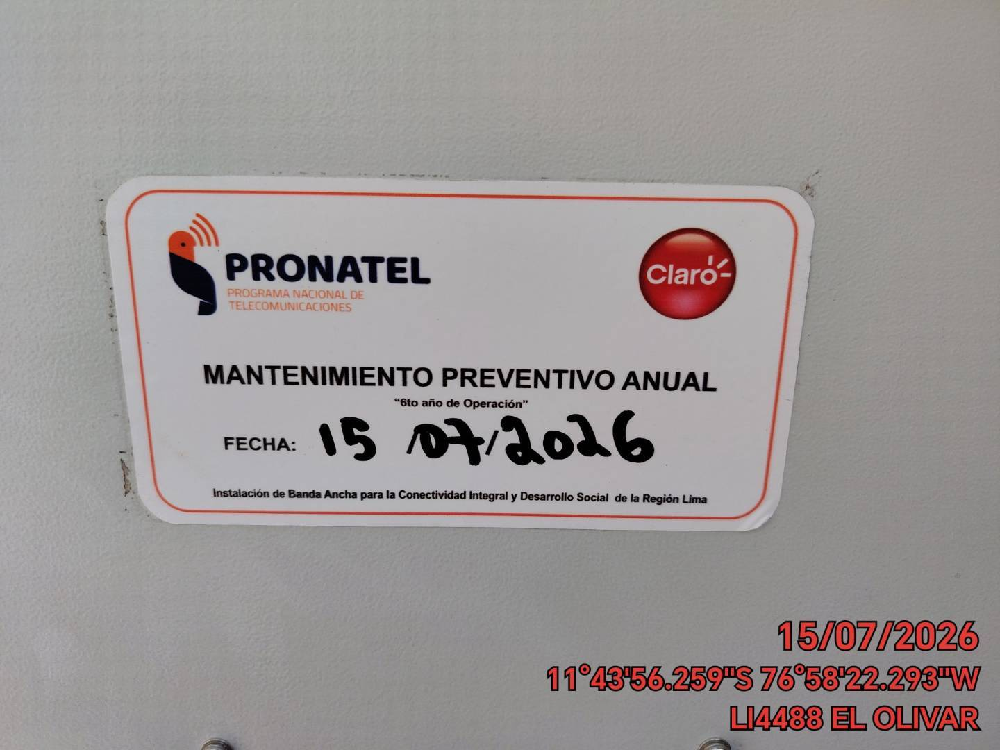 PRONATEL
PROGRAMA NACIONAL DE
TELECOMUNICACIONES
Claro
MANTENIMIENTO PREVENTIVO ANUAL
“6to año de Operación”
FECHA: 15 /07/2026
Instalación de Banda Ancha para la Conectividad Integral y Desarrollo Social de la Región Lima
15/07/2026
11°43'56.259"S 76°58'22.293"W
LI4488 EL OLIVAR